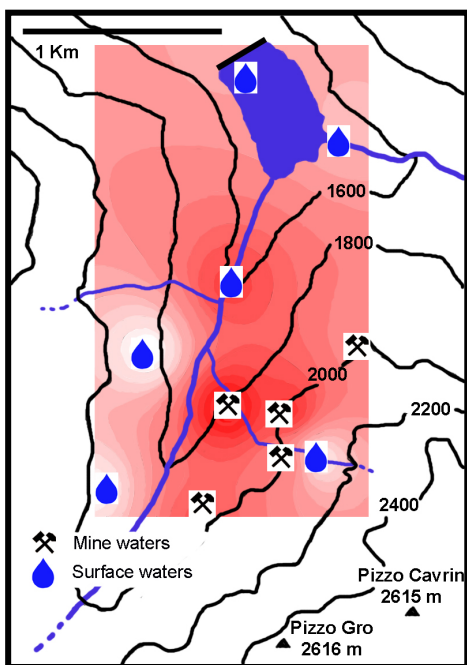 1 Km
1600
1800
2000
2200
2400
Mine waters
Surface waters
Pizzo Cavrin
2615 m
Pizzo Gro
2616 m